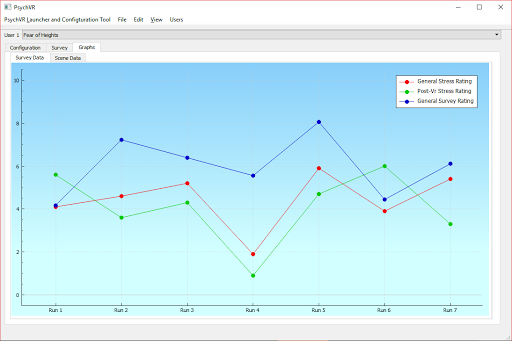 PsychVR
PsychVR Launcher and Configturation Tool File Edit View Users
User 1 Fear of Heights
Configuration Survey Graphs
Survey Data Scene Data
General Stress Rating
Post-Vr Stress Rating
General Survey Rating
10
8
6
4
2
0
Run 1 Run 2 Run 3 Run 4 Run 5 Run 6 Run 7